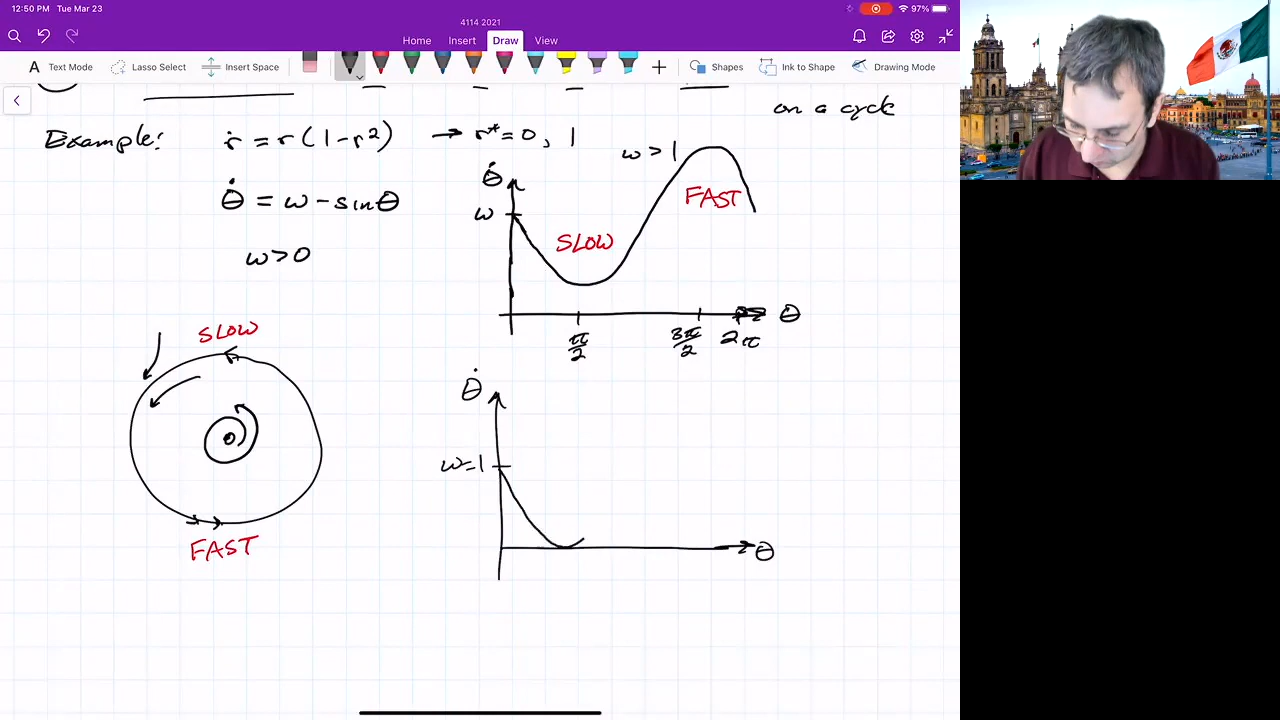 12:50 PM Tue Mar 23
97%
4114 2021
Home Insert Draw View
Text Mode Lasso Select Insert Space Shapes Ink to Shape Drawing Mode
on a cycle
Example: ṙ = r(1-r²) → r* = 0, 1
θ̇ = ω - sinθ
ω > 0
ω > 1
θ̇
ω
SLOW
FAST
π/2
3π/2
2π
θ
SLOW
FAST
θ̇
ω=1
θ